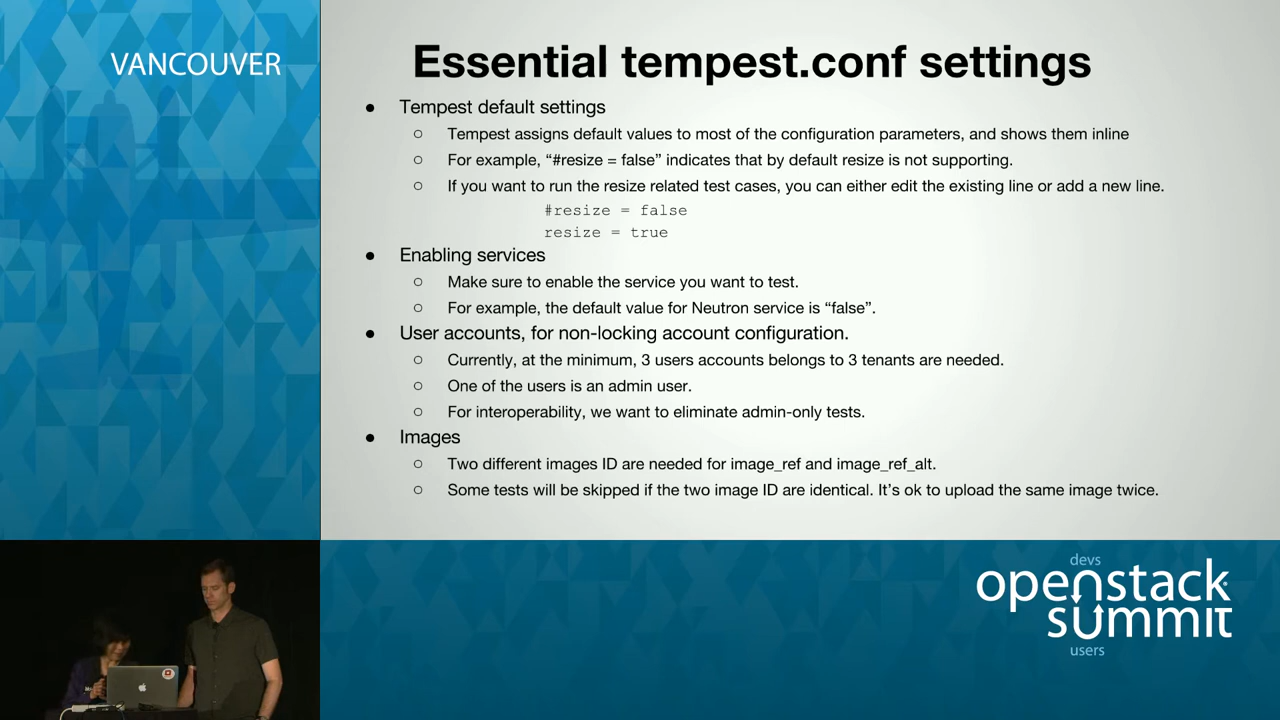 VANCOUVER
Essential tempest.conf settings
● Tempest default settings
○ Tempest assigns default values to most of the configuration parameters, and shows them inline
○ For example, “#resize = false” indicates that by default resize is not supporting.
○ If you want to run the resize related test cases, you can either edit the existing line or add a new line.
#resize = false
resize = true
● Enabling services
○ Make sure to enable the service you want to test.
○ For example, the default value for Neutron service is “false”.
● User accounts, for non-locking account configuration.
○ Currently, at the minimum, 3 users accounts belongs to 3 tenants are needed.
○ One of the users is an admin user.
○ For interoperability, we want to eliminate admin-only tests.
● Images
○ Two different images ID are needed for image_ref and image_ref_alt.
○ Some tests will be skipped if the two image ID are identical. It’s ok to upload the same image twice.
devs
openstack
summit
users